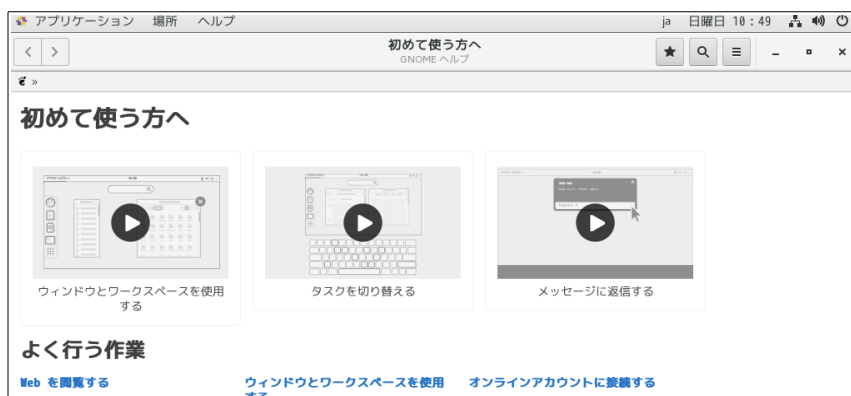 アプリケーション 場所 ヘルプ ja 日曜日 10:49
初めて使う方へ
GNOME ヘルプ
»
初めて使う方へ
ウィンドウとワークスペースを使用
する
タスクを切り替える
メッセージに返信する
よく行う作業
Web を閲覧する
ウィンドウとワークスペースを使用
する
オンラインアカウントに接続する